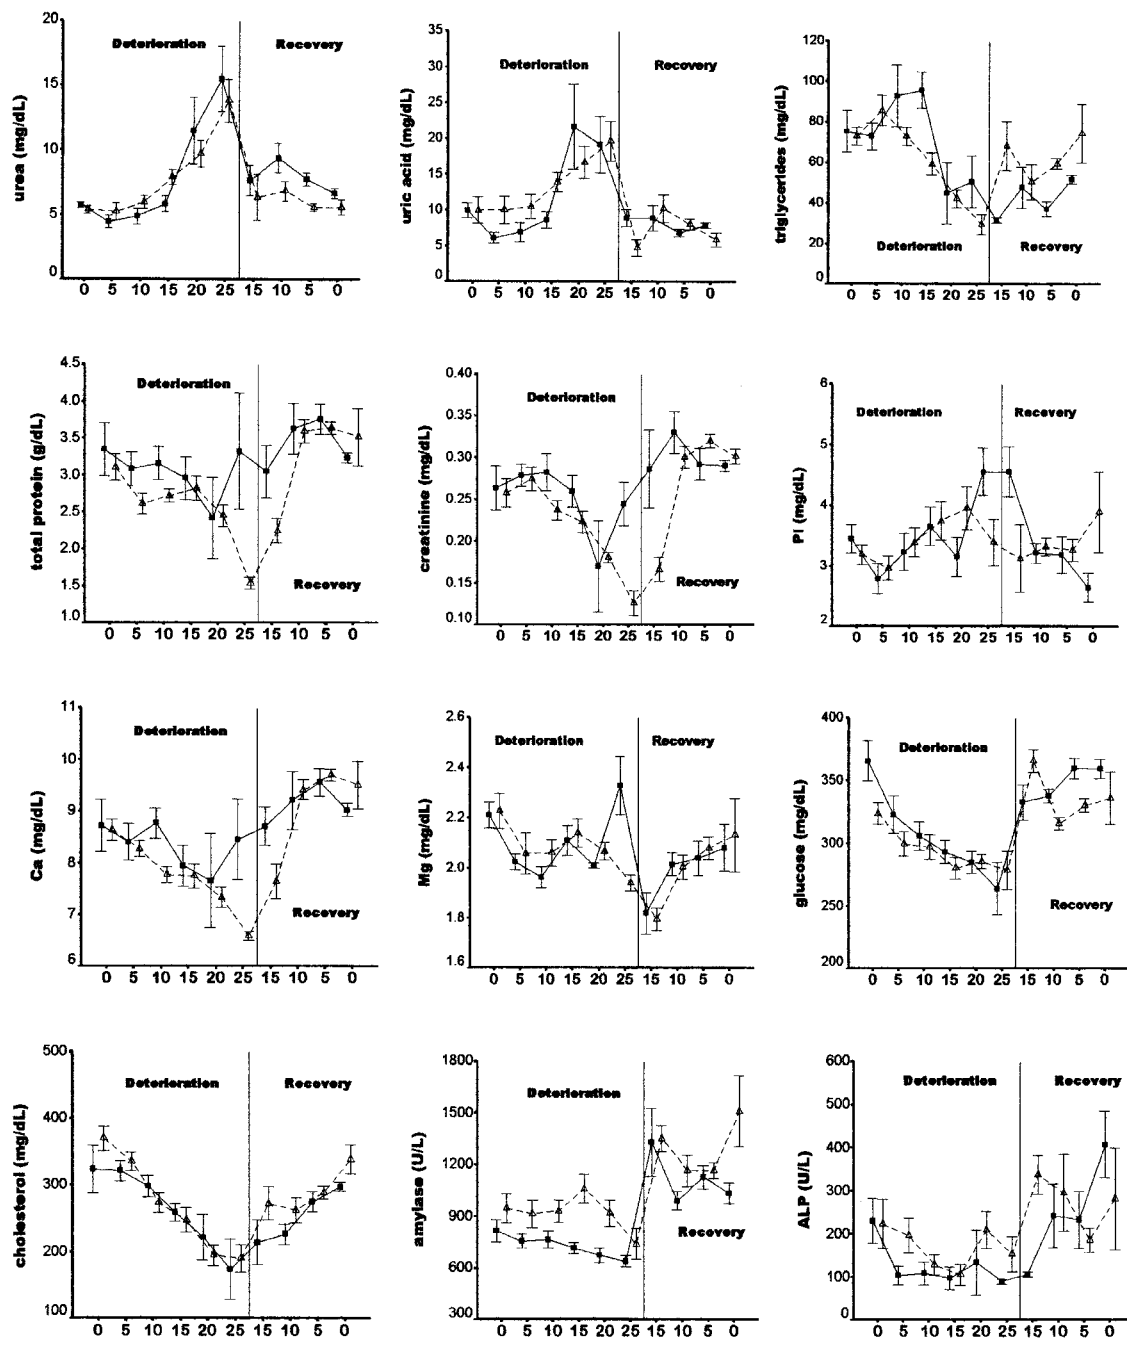 urea (mg/dL)
20
15
10
5
0
Deterioration
Recovery
0 5 10 15 20 25 15 10 5 0
uric acid (mg/dL)
35
30
25
20
15
10
5
0
Deterioration
Recovery
0 5 10 15 20 25 15 10 5 0
triglycerides (mg/dL)
120
100
80
60
40
20
0
Deterioration
Recovery
0 5 10 15 20 25 15 10 5 0
total protein (g/dL)
4.5
4.0
3.5
3.0
2.5
2.0
1.5
1.0
Deterioration
Recovery
0 5 10 15 20 25 15 10 5 0
creatinine (mg/dL)
0.40
0.35
0.30
0.25
0.20
0.15
0.10
Deterioration
Recovery
0 5 10 15 20 25 15 10 5 0
PI (mg/dL)
6
5
4
3
2
Deterioration
Recovery
0 5 10 15 20 25 15 10 5 0
Ca (mg/dL)
11
10
9
8
7
6
Deterioration
Recovery
0 5 10 15 20 25 15 10 5 0
Mg (mg/dL)
2.6
2.4
2.2
2.0
1.8
1.6
Deterioration
Recovery
0 5 10 15 20 25 15 10 5 0
glucose (mg/dL)
400
350
300
250
200
Deterioration
Recovery
0 5 10 15 20 25 15 10 5 0
cholesterol (mg/dL)
500
400
300
200
100
Deterioration
Recovery
0 5 10 15 20 25 15 10 5 0
amylase (U/L)
1800
1500
1200
900
600
300
Deterioration
Recovery
0 5 10 15 20 25 15 10 5 0
ALP (U/L)
600
500
400
300
200
100
0
Deterioration
Recovery
0 5 10 15 20 25 15 10 5 0